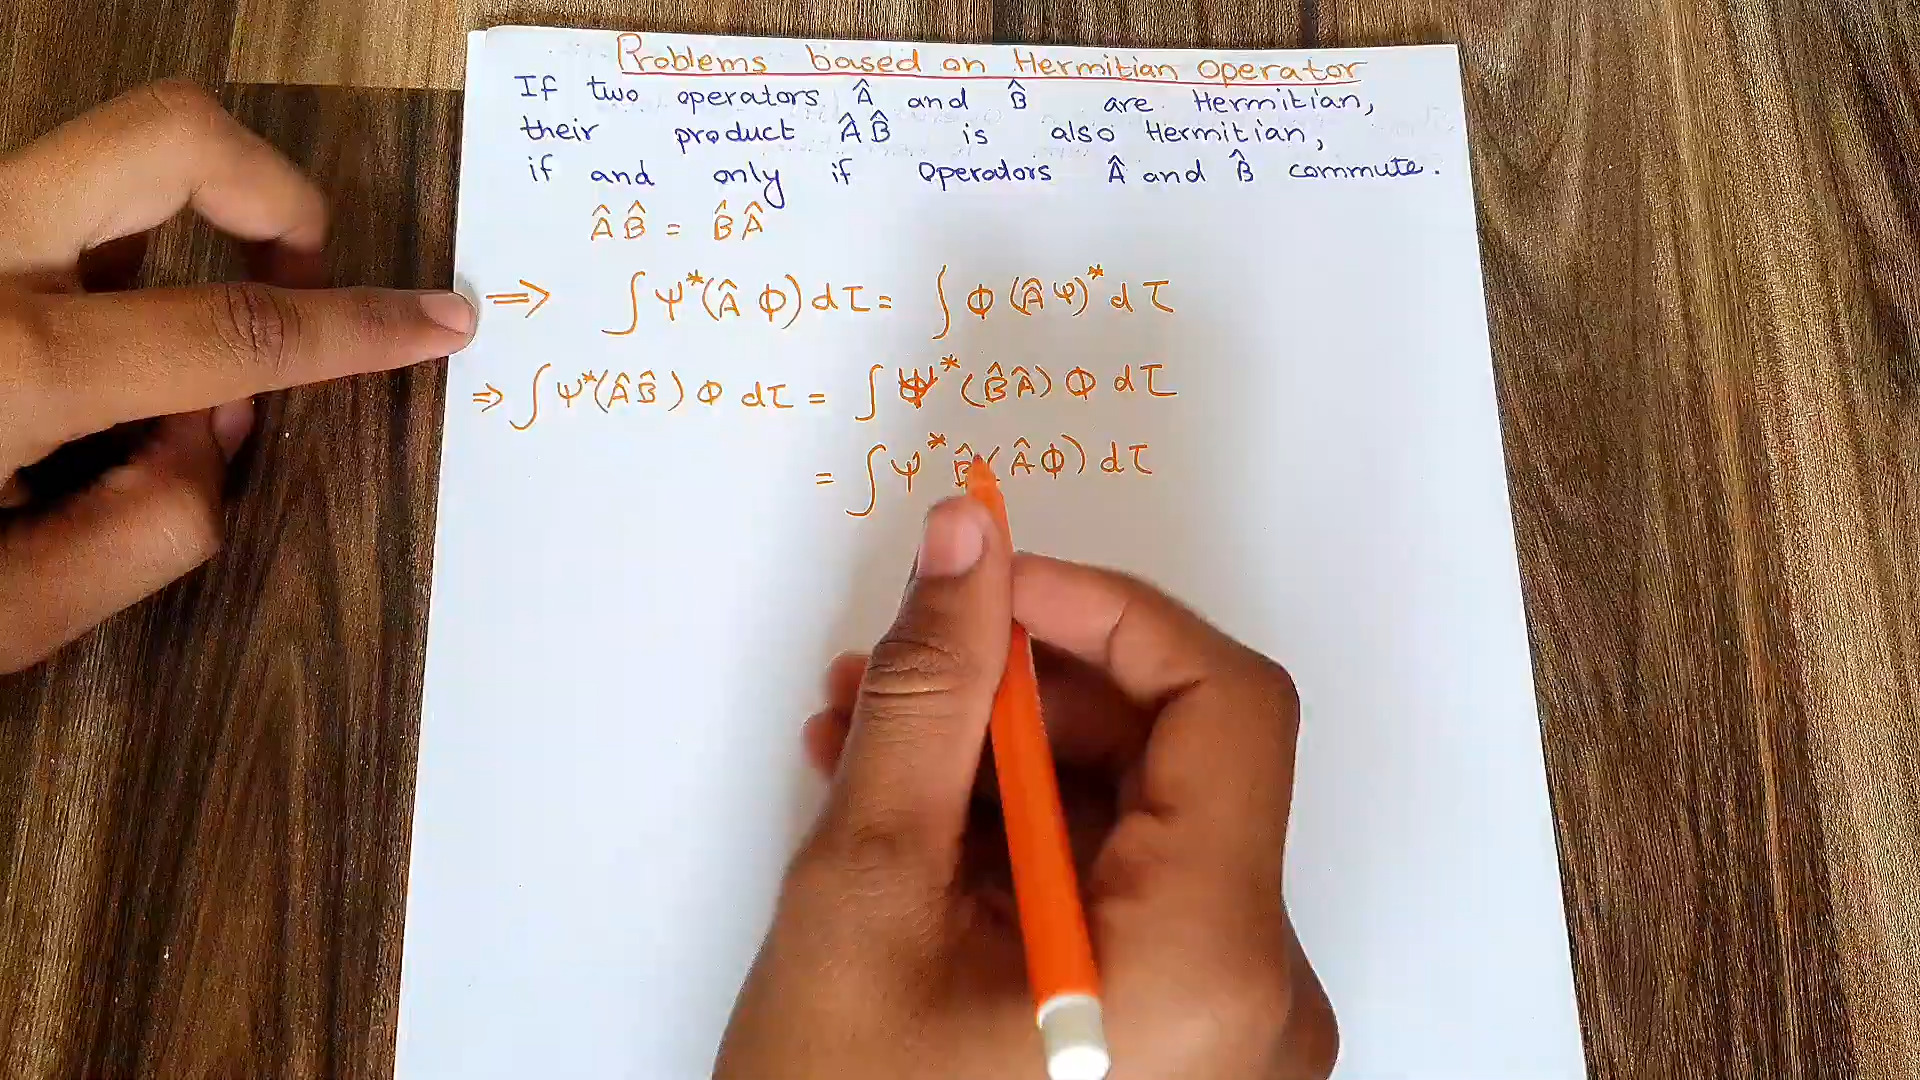 Problems based on Hermitian operator
If two operators Â and B̂ are Hermitian,
their product ÂB̂ is also Hermitian,
if and only if operators Â and B̂ commute.
ÂB̂ = B̂Â
⇒ ∫ψ*(Âϕ)dτ = ∫ϕ(Âψ)*dτ
⇒ ∫ψ*(ÂB̂)ϕ dτ = ∫ψ*(B̂Â)ϕ dτ
= ∫ψ*B̂(Âϕ)dτ